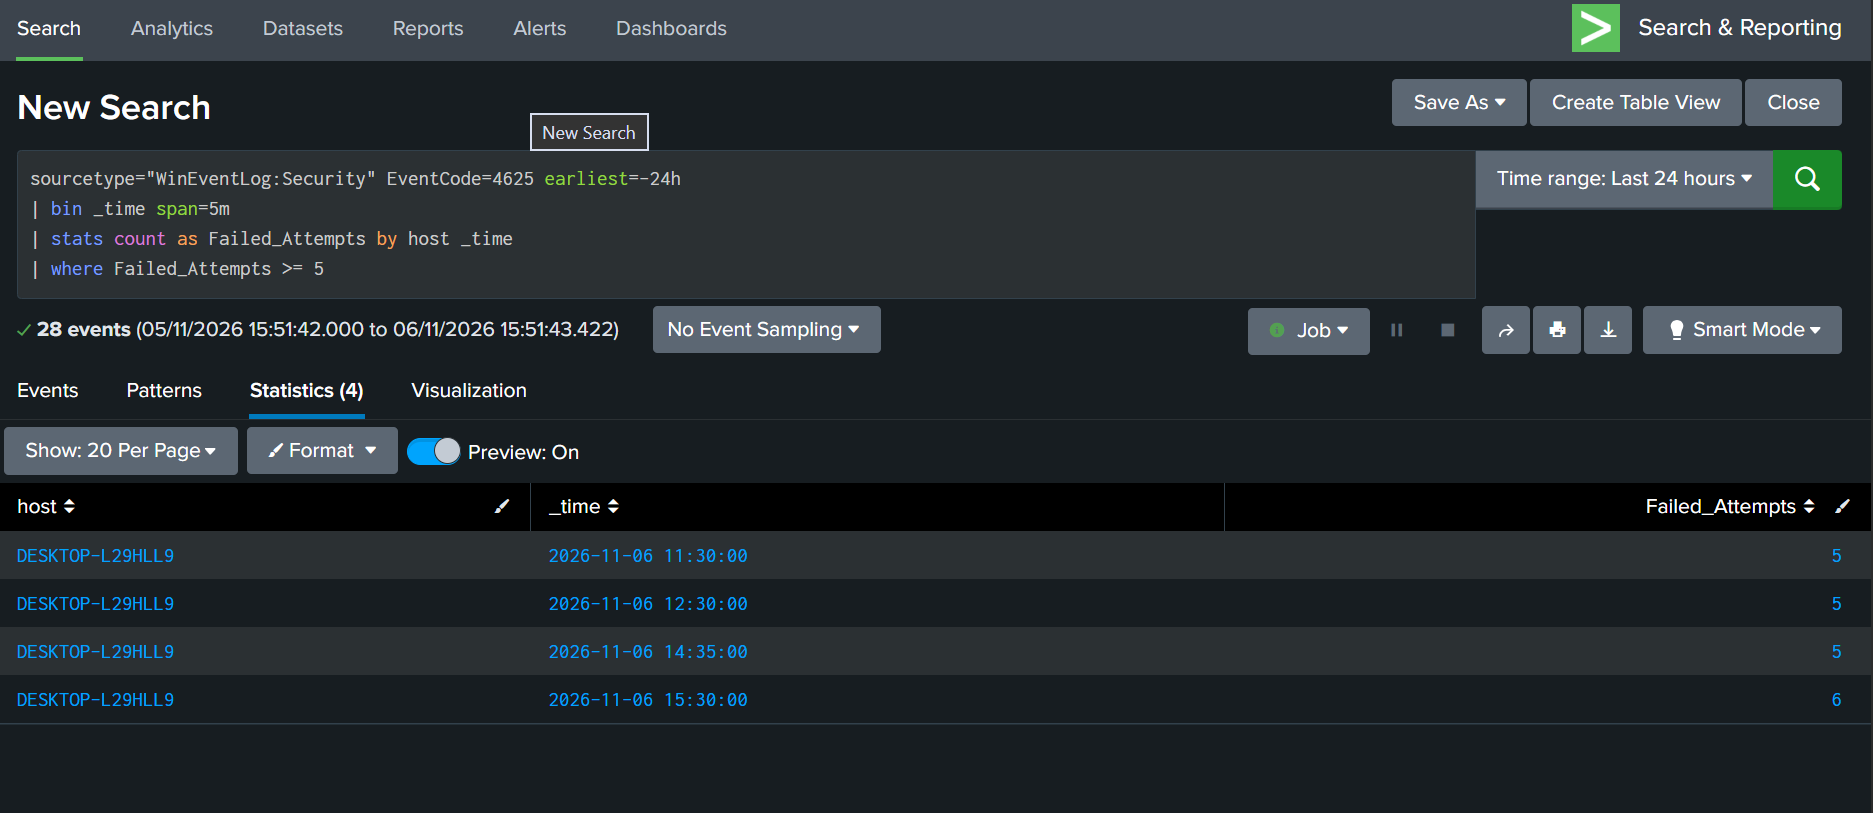 Search Analytics Datasets Reports Alerts Dashboards Search & Reporting
New Search
Save As Create Table View Close
New Search
sourcetype="WinEventLog:Security" EventCode=4625 earliest=-24h
| bin _time span=5m
| stats count as Failed_Attempts by host _time
| where Failed_Attempts >= 5
Time range: Last 24 hours
28 events (05/11/2026 15:51:42.000 to 06/11/2026 15:51:43.422) No Event Sampling Job Smart Mode
Events Patterns Statistics (4) Visualization
Show: 20 Per Page Format Preview: On
host _time Failed_Attempts
DESKTOP-L29HLL9 2026-11-06 11:30:00 5
DESKTOP-L29HLL9 2026-11-06 12:30:00 5
DESKTOP-L29HLL9 2026-11-06 14:35:00 5
DESKTOP-L29HLL9 2026-11-06 15:30:00 6